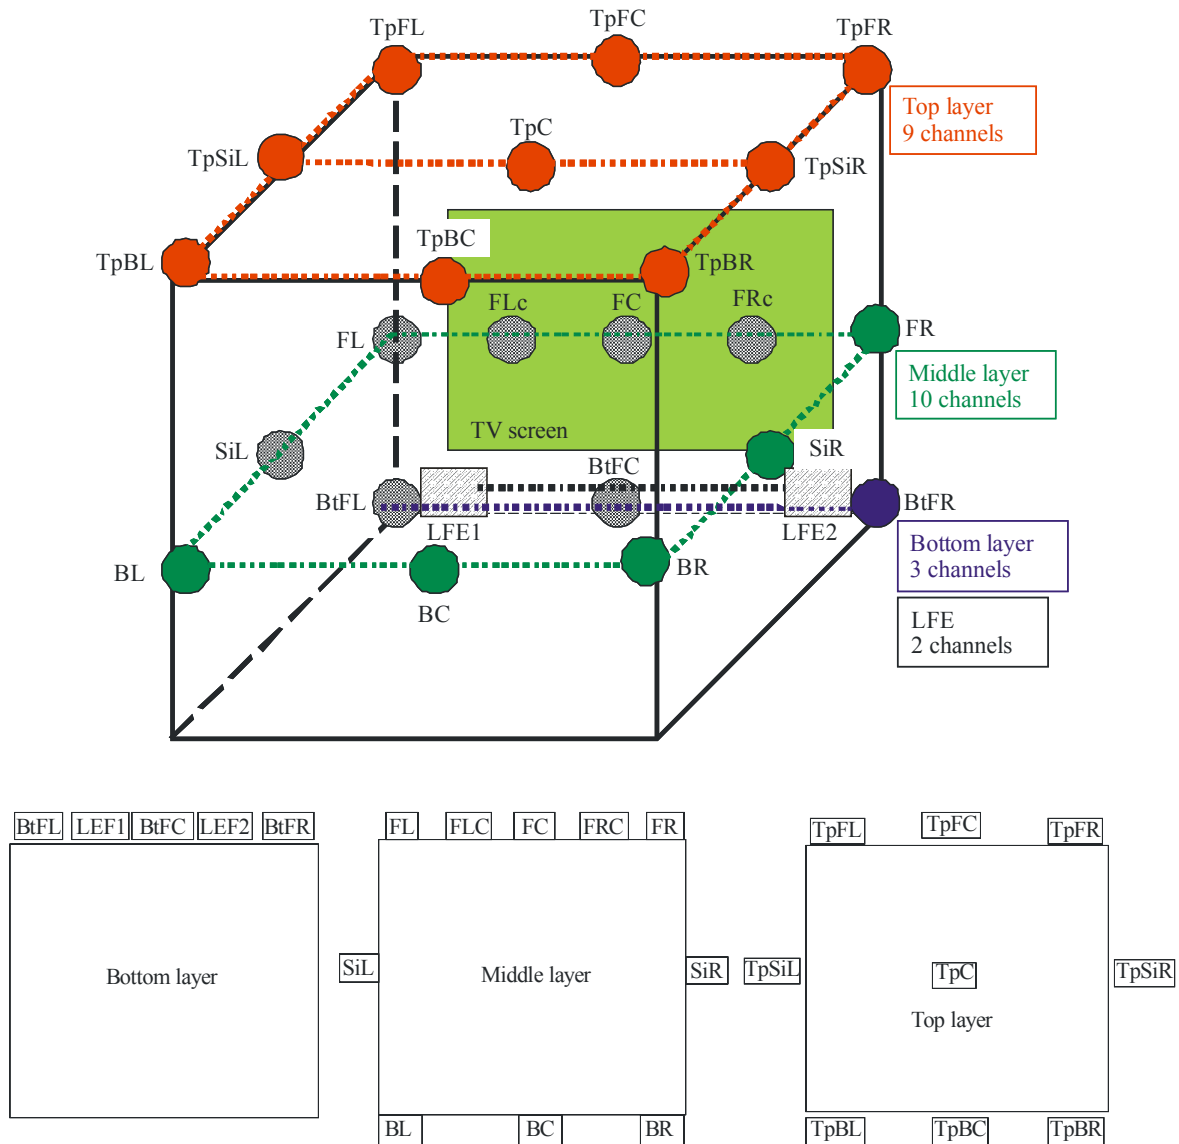 TpFC
TpFL
TpFR
Top layer
9 channels
TpC
TpSiL
TpSiR
TpBC
TpBL
TpBR
FLc
FC
FRc
FL
FR
Middle layer
10 channels
TV screen
SiL
SiR
BtFC
BtFL
BtFR
LFE1
LFE2
Bottom layer
3 channels
BL
BR
BC
LFE
2 channels
BtFL LEF1 BtFC LEF2 BtFR
Bottom layer
FL FLC FC FRC FR
SiL
Middle layer
SiR
BL BC BR
TpFL TpFC TpFR
TpSiL
TpC
TpSiR
Top layer
TpBL TpBC TpBR